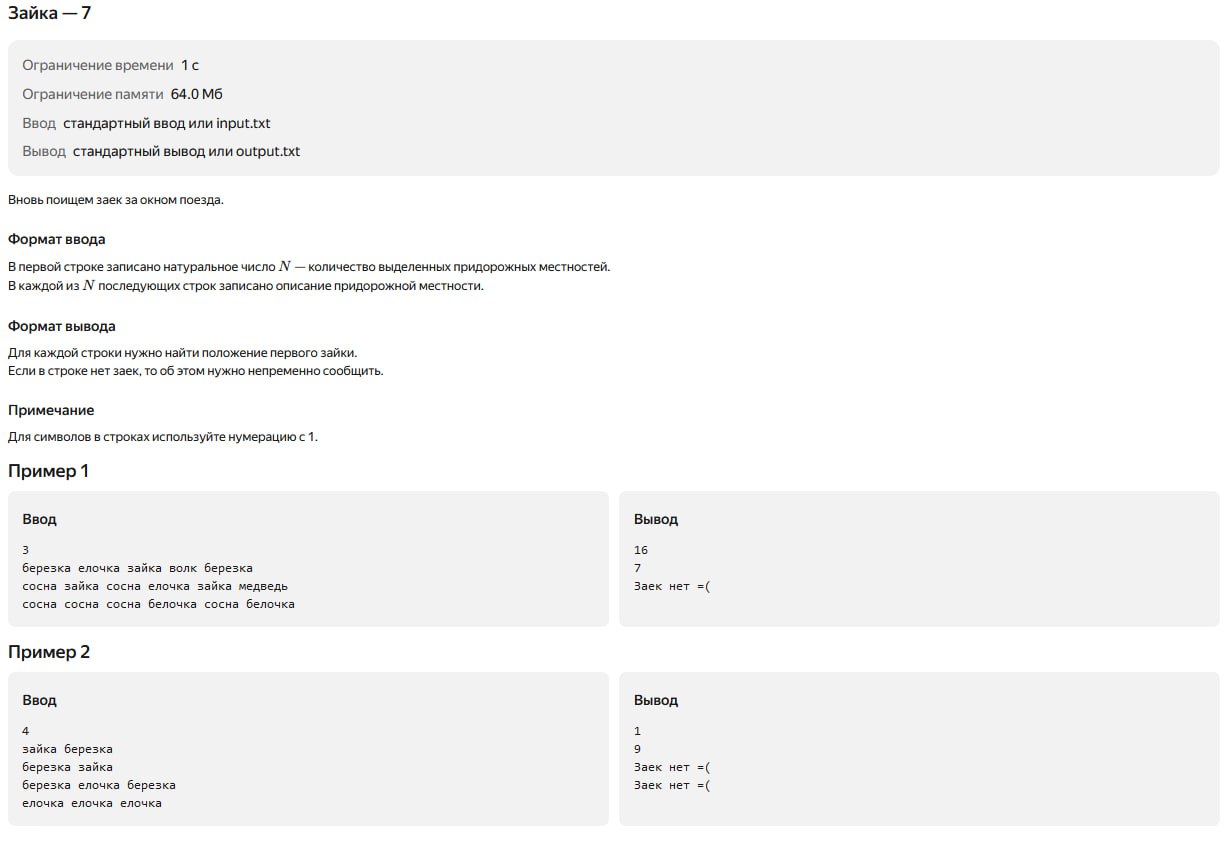 Зайка — 7
Ограничение времени 1 с
Ограничение памяти 64.0 Мб
Ввод стандартный ввод или input.txt
Вывод стандартный вывод или output.txt
Вновь поищем заек за окном поезда.
Формат ввода
В первой строке записано натуральное число N — количество выделенных придорожных местностей.
В каждой из N последующих строк записано описание придорожной местности.
Формат вывода
Для каждой строки нужно найти положение первого зайки.
Если в строке нет заек, то об этом нужно непременно сообщить.
Примечание
Для символов в строках используйте нумерацию с 1.
Пример 1
Ввод
3
березка елочка зайка волк березка
сосна зайка сосна елочка зайка медведь
сосна сосна сосна белочка сосна белочка
Вывод
16
7
Заек нет =(
Пример 2
Ввод
4
зайка березка
березка зайка
березка елочка березка
елочка елочка елочка
Вывод
1
9
Заек нет =(
Заек нет =(